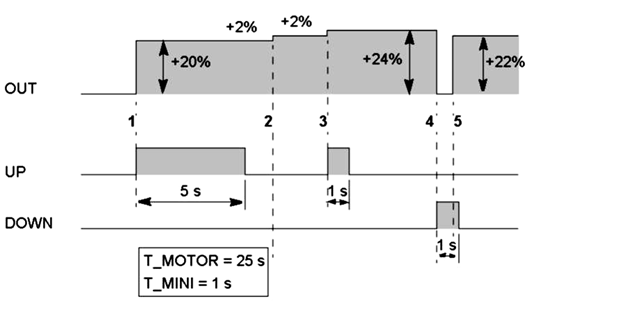 +2% +2%
+20% +24% +22%
OUT
1 2 3 4 5
UP
5 s 1 s
DOWN
1 s
T_MOTOR = 25 s
T_MINI = 1 s